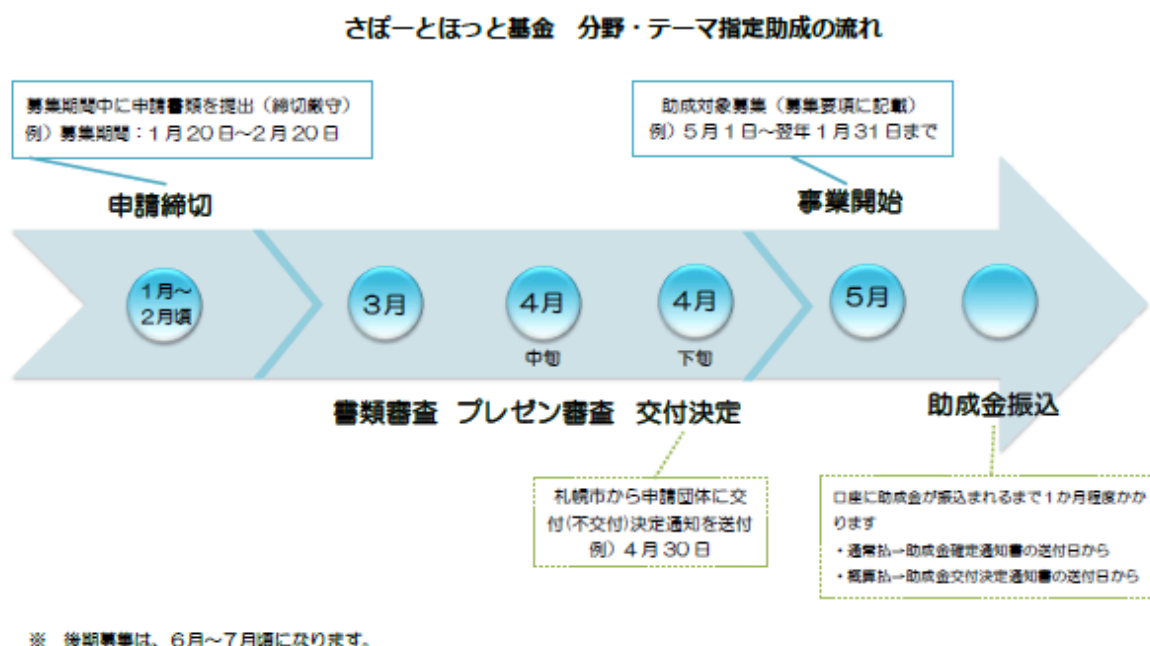 さぽーとほっと基金　分野・テーマ指定助成の流れ
募集期間中に申請書類を提出（締切厳守）
例）募集期間：１月２０日～２月２０日
助成対象募集（募集要項に記載）
例）５月１日～翌年１月３１日まで
申請締切
事業開始
１月～
２月頃
３月
４月
中旬
４月
下旬
５月
書類審査　プレゼン審査　交付決定
助成金振込
札幌市から申請団体に交
付(不交付)決定通知を送付
例）４月３０日
口座に助成金が振込まれるまで１か月程度かか
ります
・通常払→助成金確定通知書の送付日から
・概算払→助成金交付決定通知書の送付日から
※　後期募集は、６月～７月頃になります。